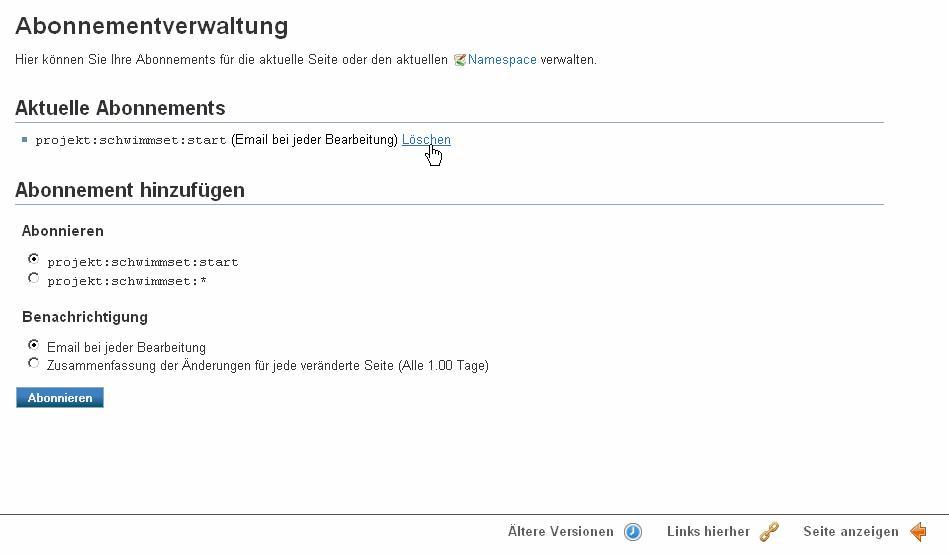 Abonnementverwaltung
Hier können Sie Ihre Abonnements für die aktuelle Seite oder den aktuellen Namespace verwalten.
Aktuelle Abonnements
projekt:schwimmset:start (Email bei jeder Bearbeitung) Löschen
Abonnement hinzufügen
Abonnieren
projekt:schwimmset:start
projekt:schwimmset:*
Benachrichtigung
Email bei jeder Bearbeitung
Zusammenfassung der Änderungen für jede veränderte Seite (Alle 1.00 Tage)
Abonnieren
Ältere Versionen Links hierher Seite anzeigen